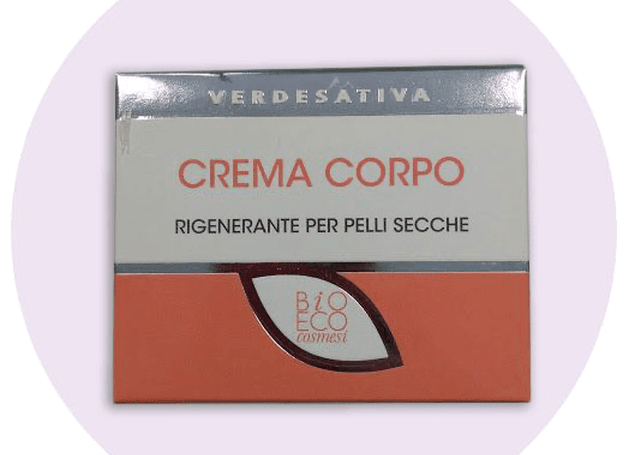 VERDESATIVA
CREMA CORPO
RIGENERANTE PER PELLI SECCHE
BiO
ECO
cosmesi